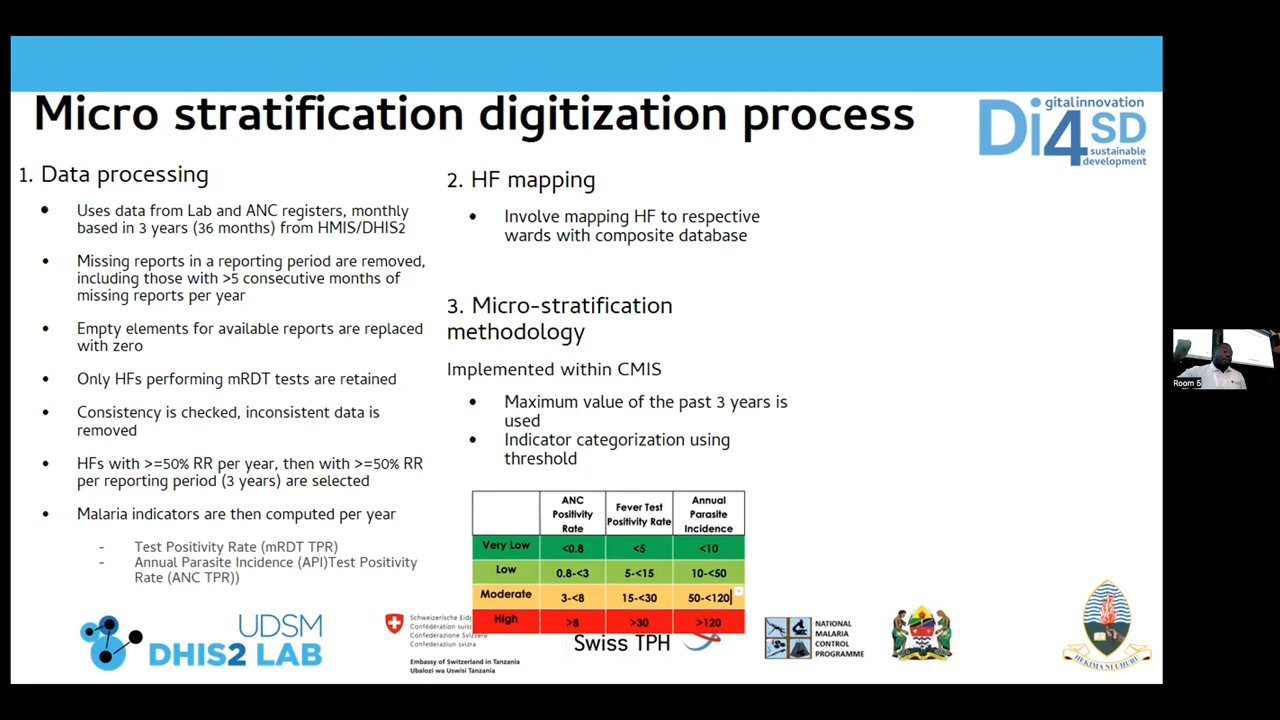 Micro stratification digitization process
Di4SD
gitalinnovation
sustainable
development
1. Data processing
• Uses data from Lab and ANC registers, monthly
based in 3 years (36 months) from HMIS/DHIS2
• Missing reports in a reporting period are removed,
including those with >5 consecutive months of
missing reports per year
• Empty elements for available reports are replaced
with zero
• Only HFs performing mRDT tests are retained
• Consistency is checked, inconsistent data is
removed
• HFs with >=50% RR per year, then with >=50% RR
per reporting period (3 years) are selected
• Malaria indicators are then computed per year
- Test Positivity Rate (mRDT TPR)
- Annual Parasite Incidence (API)Test Positivity
Rate (ANC TPR))
2. HF mapping
• Involve mapping HF to respective
wards with composite database
3. Micro-stratification
methodology
Implemented within CMIS
• Maximum value of the past 3 years is
used
• Indicator categorization using
threshold
ANC Positivity Rate Fever Test Positivity Rate Annual Parasite Incidence
Very Low <0.8 <5 <10
Low 0.8-<3 5-<15 10-<50
Moderate 3-<8 15-<30 50-<120
High >8 >30 >120
Room 5
UDSM
DHIS2 LAB
Schweizerische Eidg
Confédération suiss
Confederazione Svizzera
Confederaziun svizra
Embassy of Switzerland in Tanzania
Ubalozi wa Uswisi Tanzania
Swiss TPH
NATIONAL
MALARIA
CONTROL
PROGRAMME
HEKIMA NI UHURU